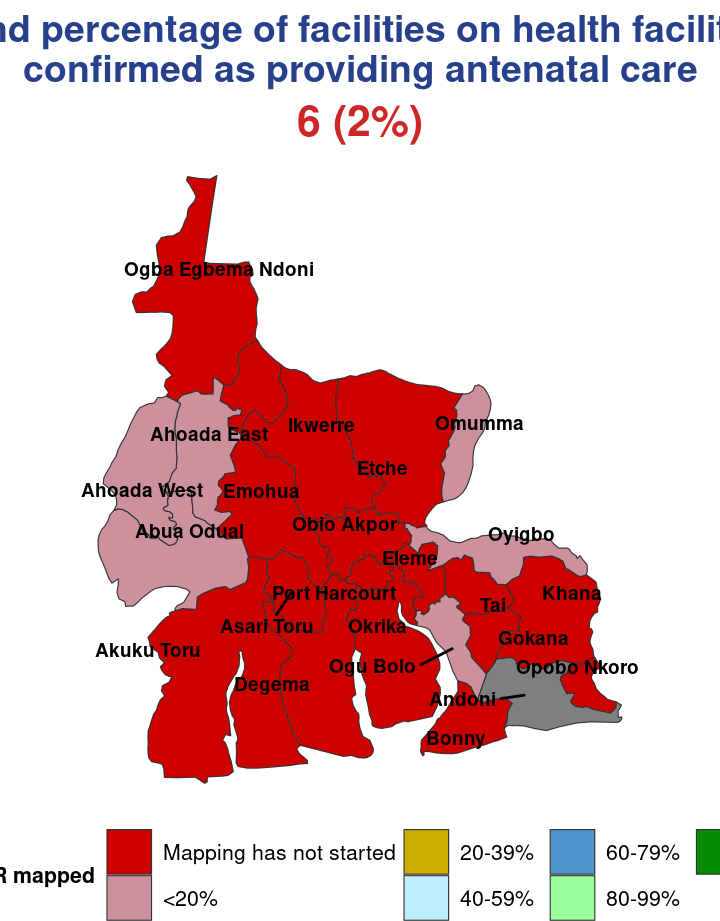 nd percentage of facilities on health facilit
confirmed as providing antenatal care
6 (2%)
Ogba Egbema Ndoni
Omumma
Ikwerre
Ahoada East
Etche
Ahoada West
Emohua
Obio Akpor
Abua Odual
Oyigbo
Eleme
Port Harcourt
Khana
Tai
Asari Toru
Okrika
Gokana
Akuku Toru
Ogu Bolo
Opobo Nkoro
Degema
Andoni
Bonny
R mapped
Mapping has not started
<20%
20-39%
40-59%
60-79%
80-99%